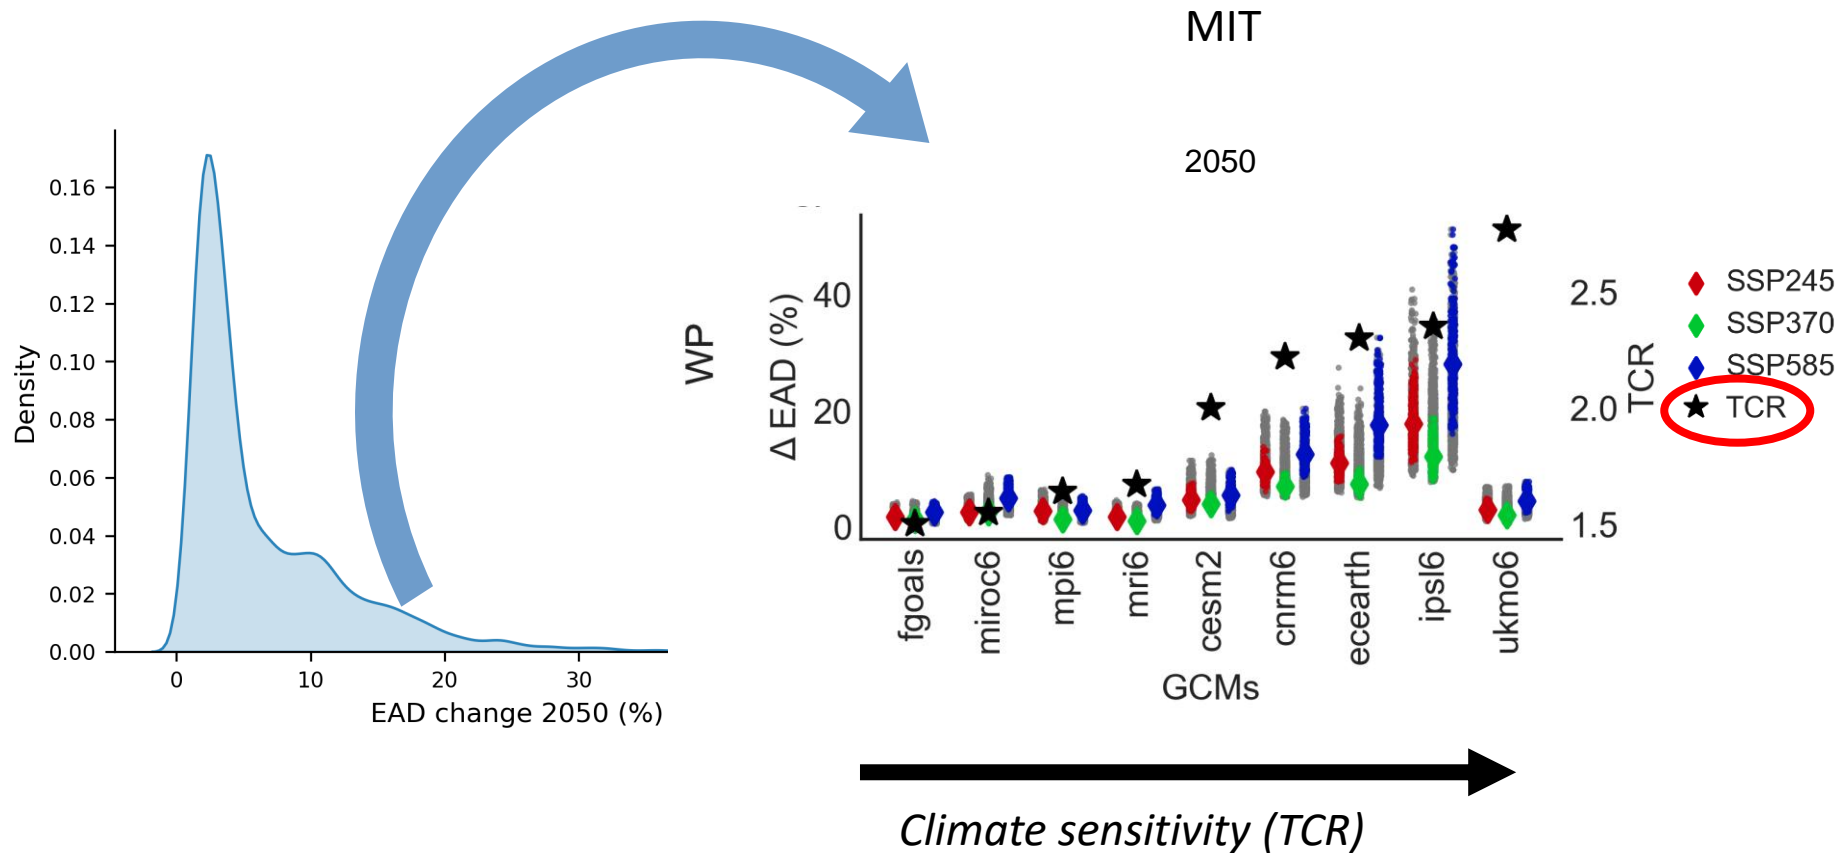 MIT
2050
Density
0.16
0.14
0.12
0.10
0.08
0.06
0.04
0.02
0.00
0
10
20
30
EAD change 2050 (%)
WP
Δ EAD (%)
40
20
0
2.5
2.0
1.5
TCR
SSP245
SSP370
SSP585
TCR
fgoals
miroc6
mpi6
mri6
cesm2
cnrm6
ecearth
ipsl6
ukmo6
GCMs
Climate sensitivity (TCR)